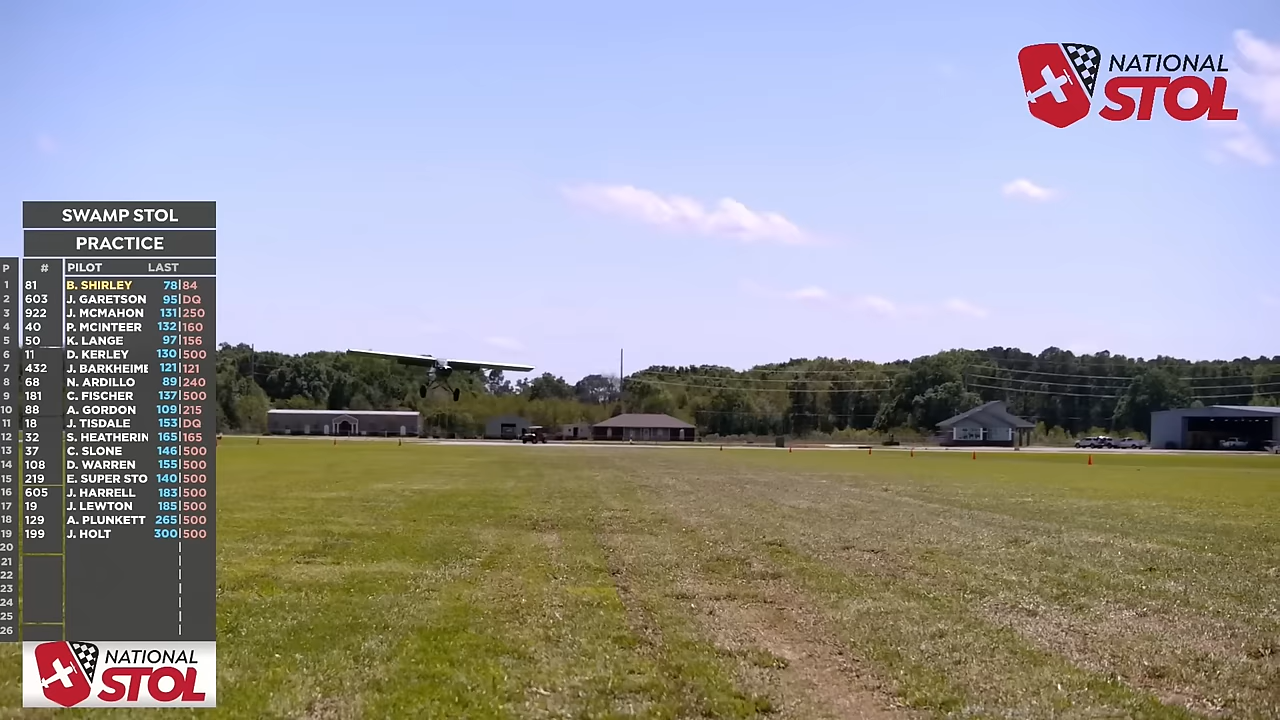 NATIONAL
STOL
SWAMP STOL
PRACTICE
P # PILOT LAST
1 81 B. SHIRLEY 78 84
2 603 J. GARETSON 95 DQ
3 922 J. MCMAHON 131 250
4 40 P. MCINTEER 132 160
5 50 K. LANGE 97 156
6 11 D. KERLEY 130 500
7 432 J. BARKHEIME 121 121
8 68 N. ARDILLO 89 240
9 181 C. FISCHER 137 500
10 88 A. GORDON 109 215
11 18 J. TISDALE 153 DQ
12 32 S. HEATHERIN 165 165
13 37 C. SLONE 146 500
14 108 D. WARREN 155 500
15 219 E. SUPER STO 140 500
16 605 J. HARRELL 183 500
17 19 J. LEWTON 185 500
18 129 A. PLUNKETT 265 500
19 199 J. HOLT 300 500
20
21
22
23
24
25
26
NATIONAL
STOL